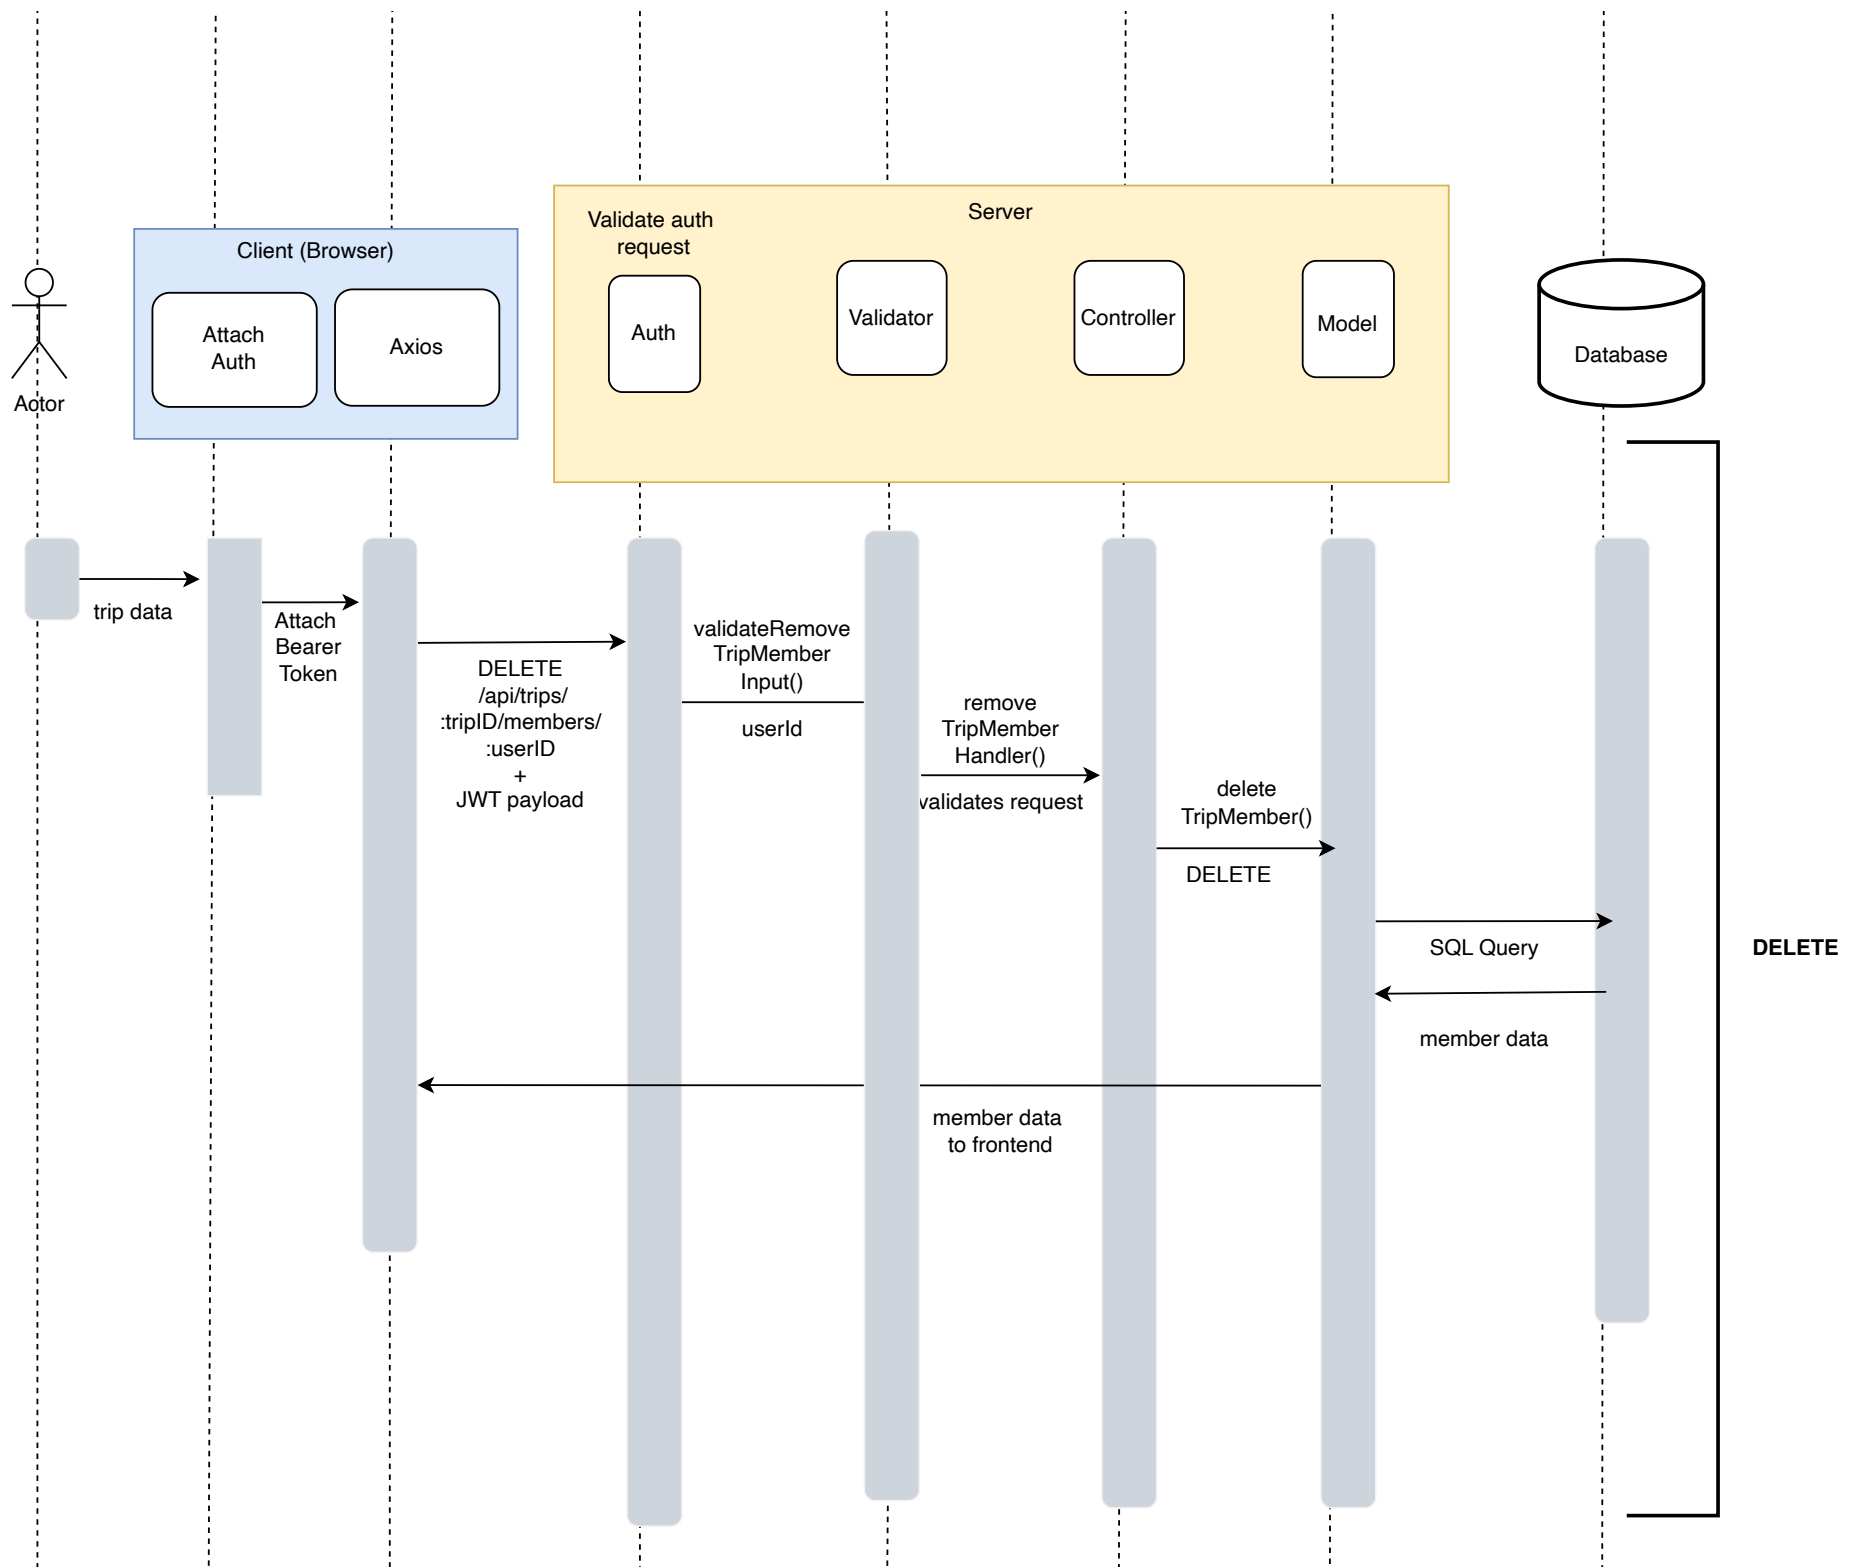 Server
Validate auth
request
Client (Browser)
Actor
Attach
Auth
Axios
Auth
Validator
Controller
Model
Database
trip data
Attach
Bearer
Token
DELETE
/api/trips/
:tripID/members/
:userID
+
JWT payload
validateRemove
TripMember
Input()
userId
remove
TripMember
Handler()
validates request
delete
TripMember()
DELETE
SQL Query
member data
member data
to frontend
DELETE